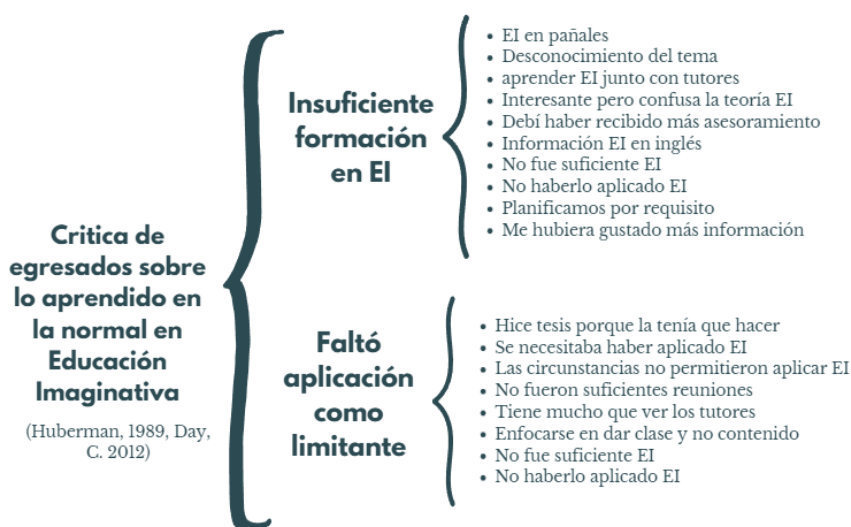 Critica de
egresados sobre
lo aprendido en
la normal en
Educación
Imaginativa
(Huberman, 1989, Day,
C. 2012)
Insuficiente
formación
en EI
• EI en pañales
• Desconocimiento del tema
• aprender EI junto con tutores
• Interesante pero confusa la teoría EI
• Debí haber recibido más asesoramiento
• Información EI en inglés
• No fue suficiente EI
• No haberlo aplicado EI
• Planificamos por requisito
• Me hubiera gustado más información
Faltó
aplicación
como
limitante
• Hice tesis porque la tenía que hacer
• Se necesitaba haber aplicado EI
• Las circunstancias no permitieron aplicar EI
• No fueron suficientes reuniones
• Tiene mucho que ver los tutores
• Enfocarse en dar clase y no contenido
• No fue suficiente EI
• No haberlo aplicado EI